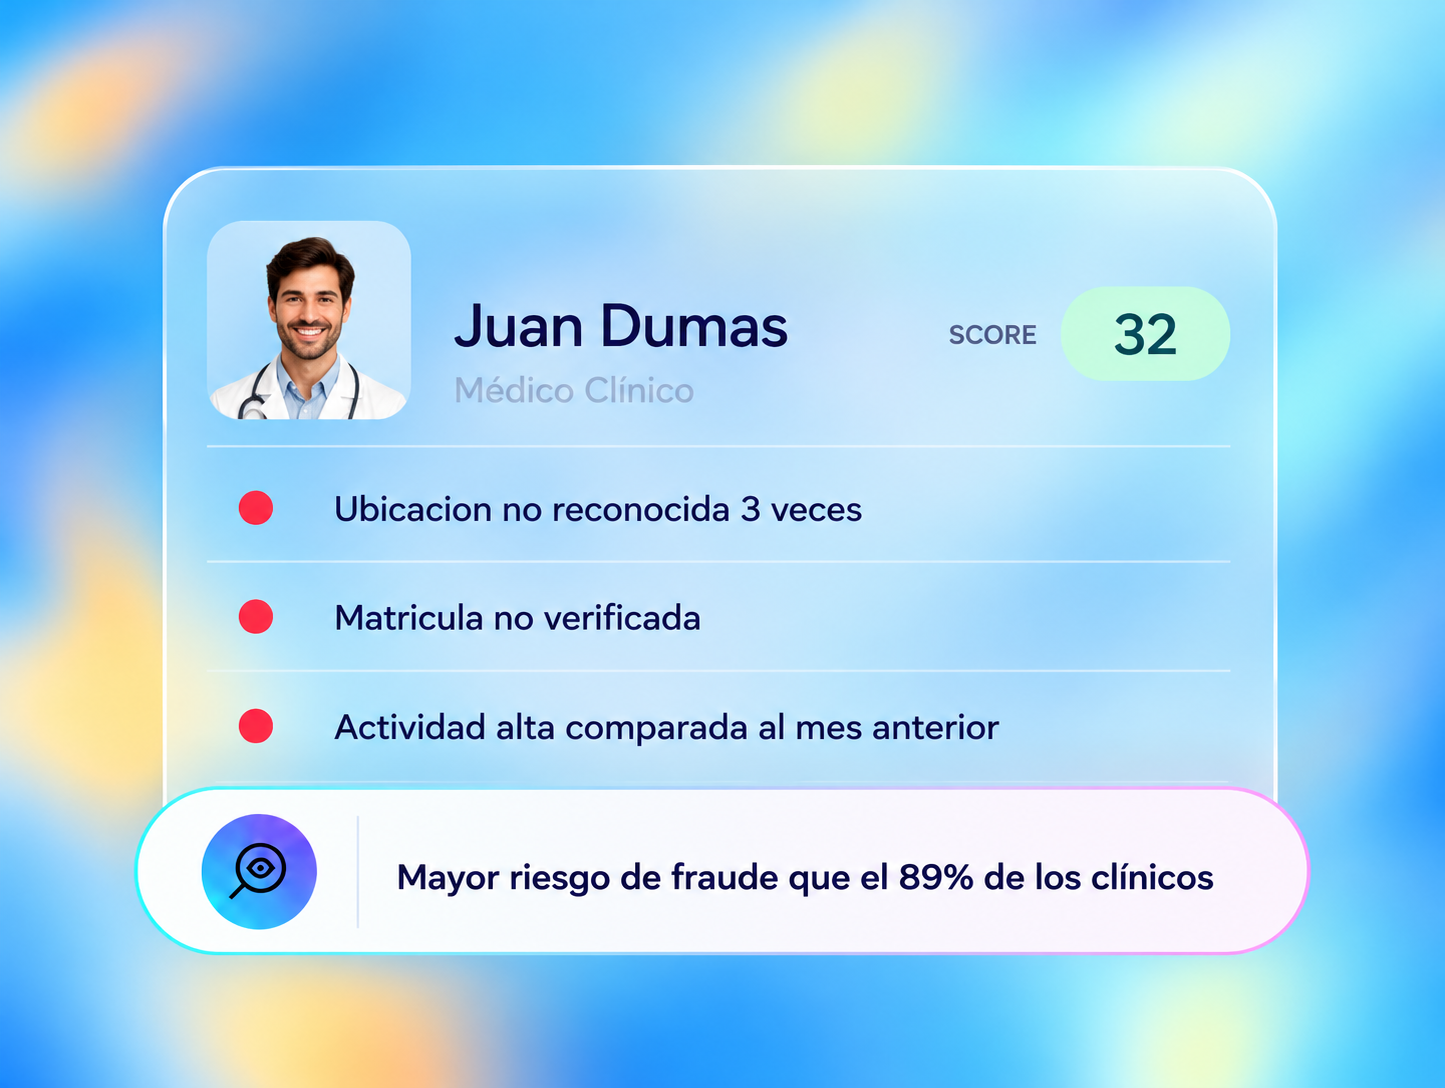 Juan Dumas
Médico Clínico
SCORE 32
Ubicacion no reconocida 3 veces
Matricula no verificada
Actividad alta comparada al mes anterior
Mayor riesgo de fraude que el 89% de los clínicos